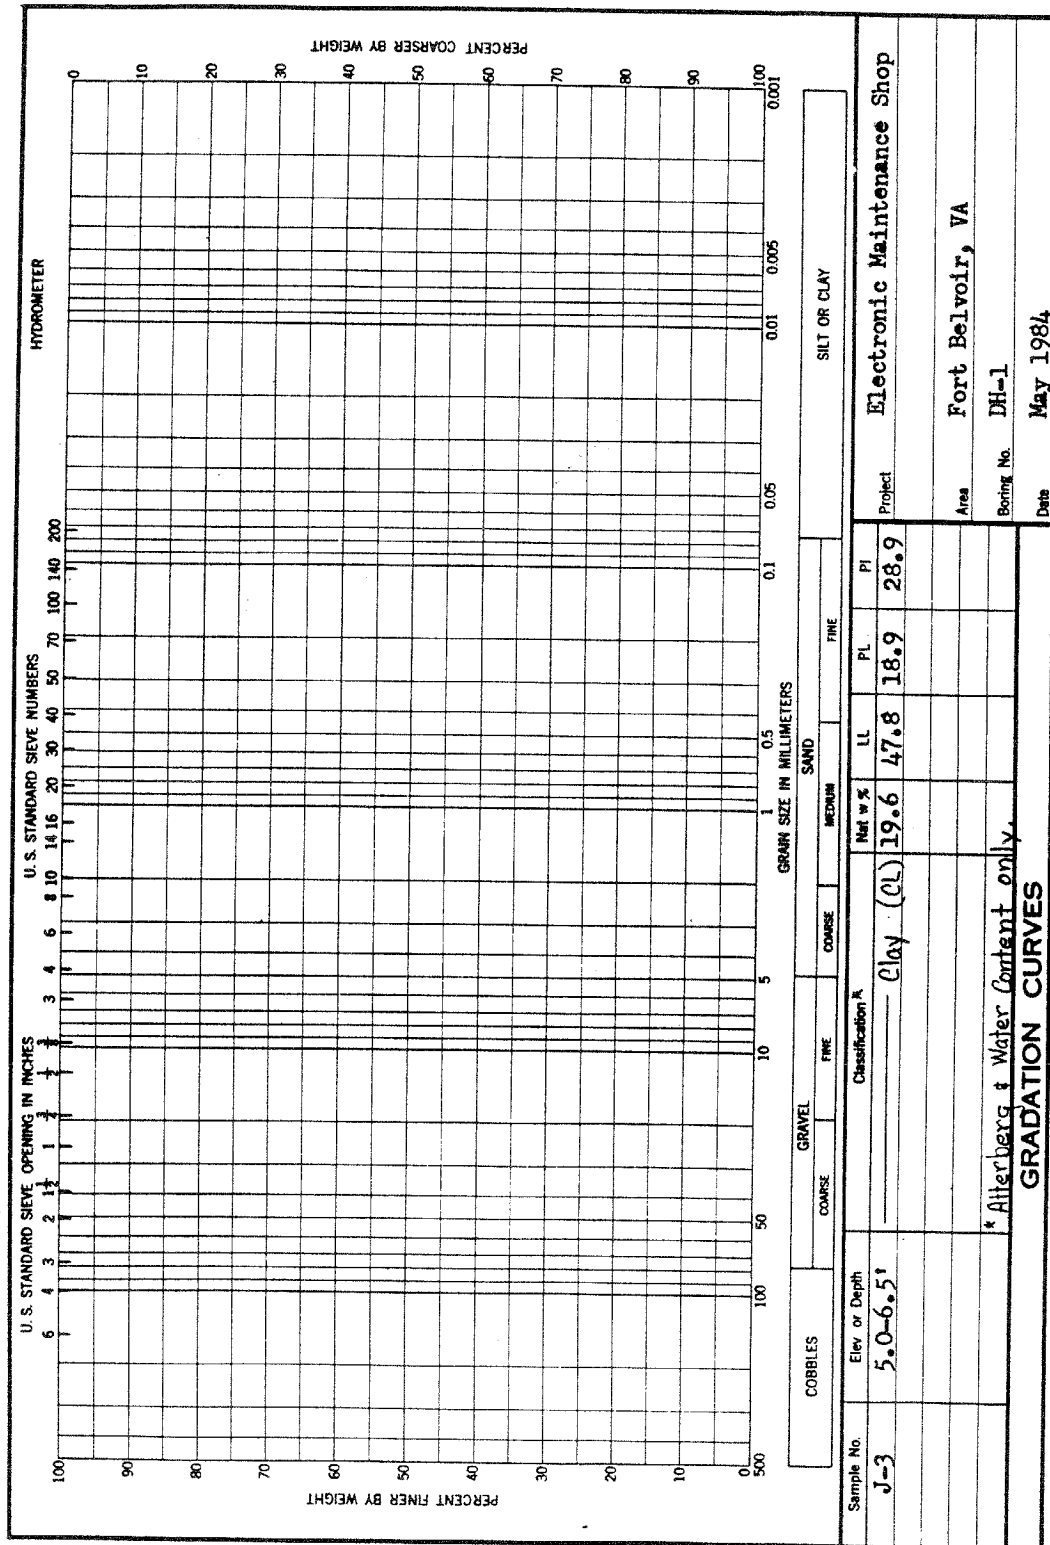 U. S. STANDARD SIEVE OPENING IN INCHES U. S. STANDARD SIEVE NUMBERS HYDROMETER
6 4 3 2 1½ 1 ¾ ½ ⅜ 3 4 6 8 10 14 16 20 30 40 50 70 100 140 200
100 0
90 10
80 20
70 30
60 40
50 50
40 60
30 70
20 80
10 90
0 100
PERCENT FINER BY WEIGHT
PERCENT COARSER BY WEIGHT
500 100 50 10 5 1 0.5 0.1 0.05 0.01 0.005 0.001
GRAIN SIZE IN MILLIMETERS
COBBLES GRAVEL SAND SILT OR CLAY
COARSE FINE COARSE MEDIUM FINE
Sample No. Elev or Depth Classification* Nat w % LL PL PI
J-3 5.0-6.5' Clay (CL) 19.6 47.8 18.9 28.9
Project Electronic Maintenance Shop
Area Fort Belvoir, VA
* Atterberg & Water Content only.
Boring No. DH-1
GRADATION CURVES
Date May 1984